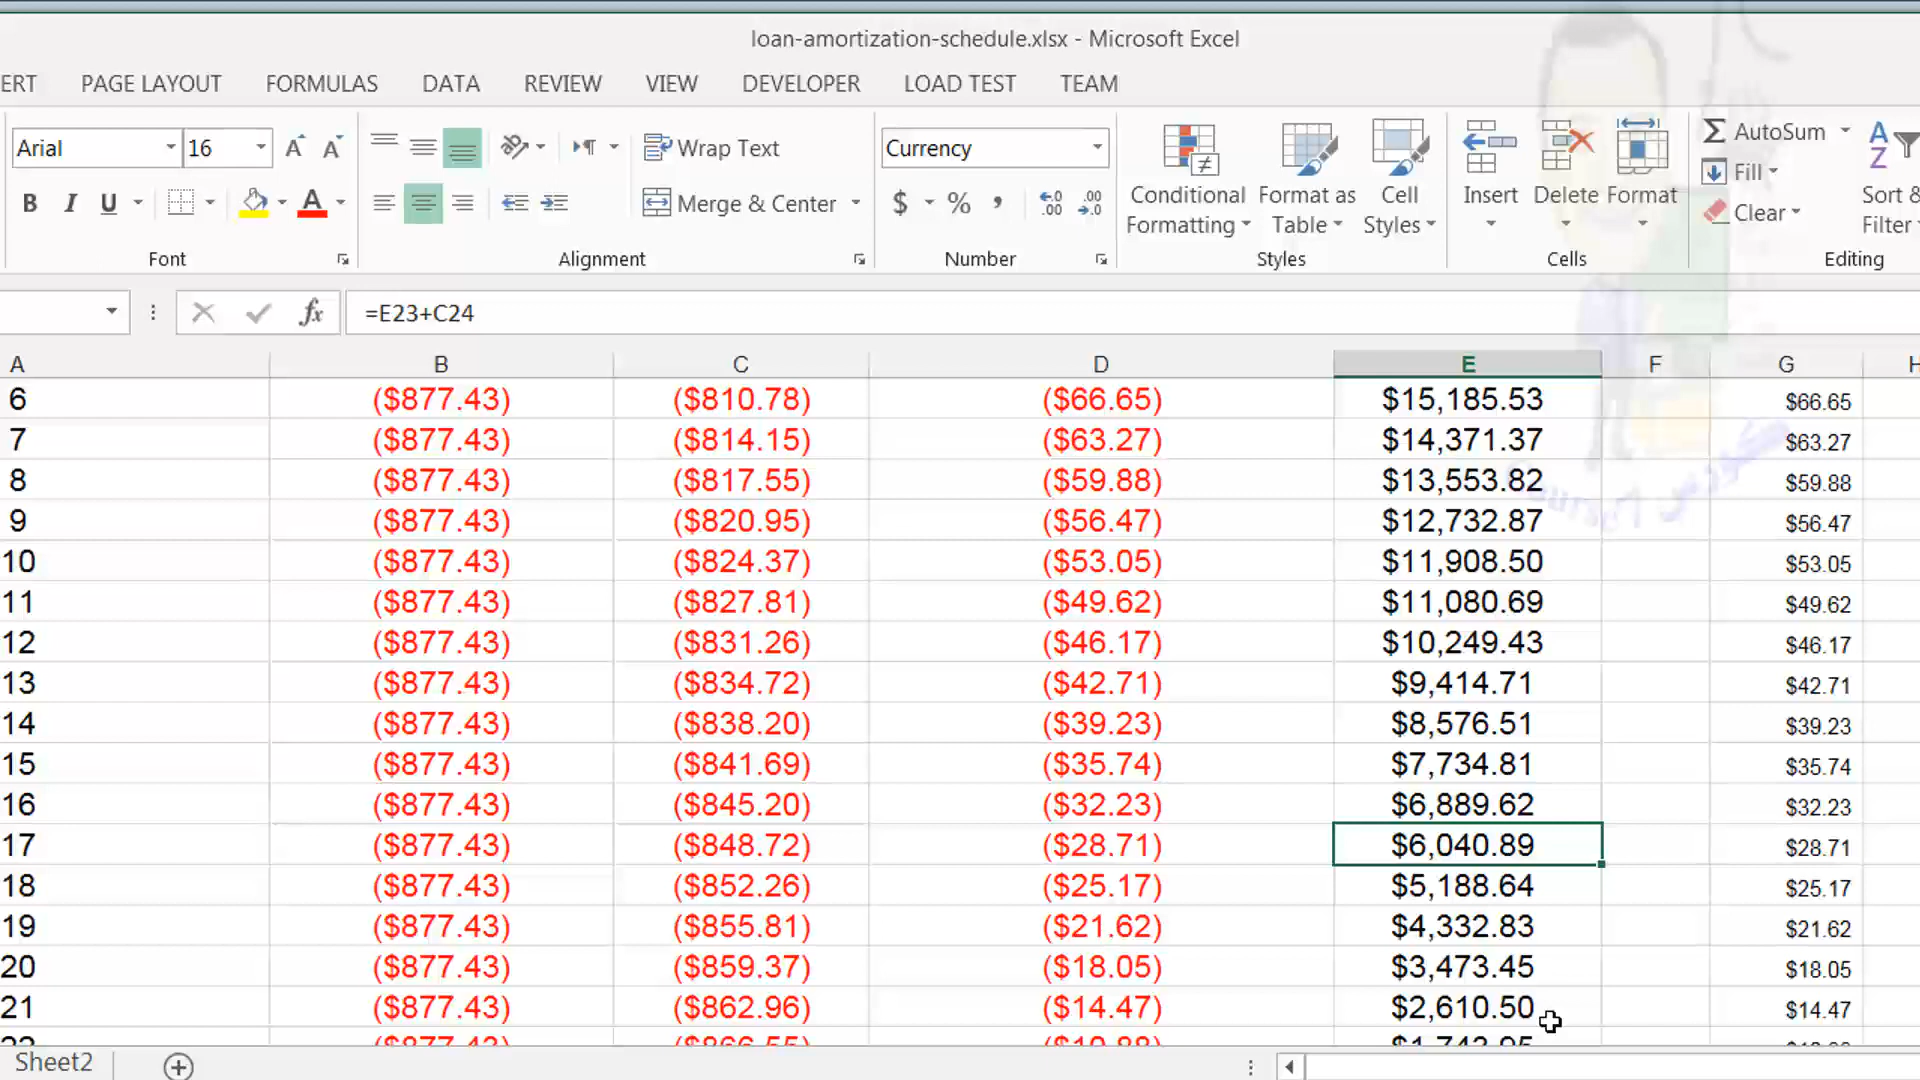 loan-amortization-schedule.xlsx - Microsoft Excel
ERT PAGE LAYOUT FORMULAS DATA REVIEW VIEW DEVELOPER LOAD TEST TEAM
Arial 16 Wrap Text Currency AutoSum
Conditional Formatting Format as Table Cell Styles Insert Delete Format Fill Sort & Filter
B I U Merge & Center $ % , Clear
Font Alignment Number Styles Cells Editing
fx =E23+C24
A B C D E F G H
6 ($877.43) ($810.78) ($66.65) $15,185.53 $66.65
7 ($877.43) ($814.15) ($63.27) $14,371.37 $63.27
8 ($877.43) ($817.55) ($59.88) $13,553.82 $59.88
9 ($877.43) ($820.95) ($56.47) $12,732.87 $56.47
10 ($877.43) ($824.37) ($53.05) $11,908.50 $53.05
11 ($877.43) ($827.81) ($49.62) $11,080.69 $49.62
12 ($877.43) ($831.26) ($46.17) $10,249.43 $46.17
13 ($877.43) ($834.72) ($42.71) $9,414.71 $42.71
14 ($877.43) ($838.20) ($39.23) $8,576.51 $39.23
15 ($877.43) ($841.69) ($35.74) $7,734.81 $35.74
16 ($877.43) ($845.20) ($32.23) $6,889.62 $32.23
17 ($877.43) ($848.72) ($28.71) $6,040.89 $28.71
18 ($877.43) ($852.26) ($25.17) $5,188.64 $25.17
19 ($877.43) ($855.81) ($21.62) $4,332.83 $21.62
20 ($877.43) ($859.37) ($18.05) $3,473.45 $18.05
21 ($877.43) ($862.96) ($14.47) $2,610.50 $14.47
Sheet2